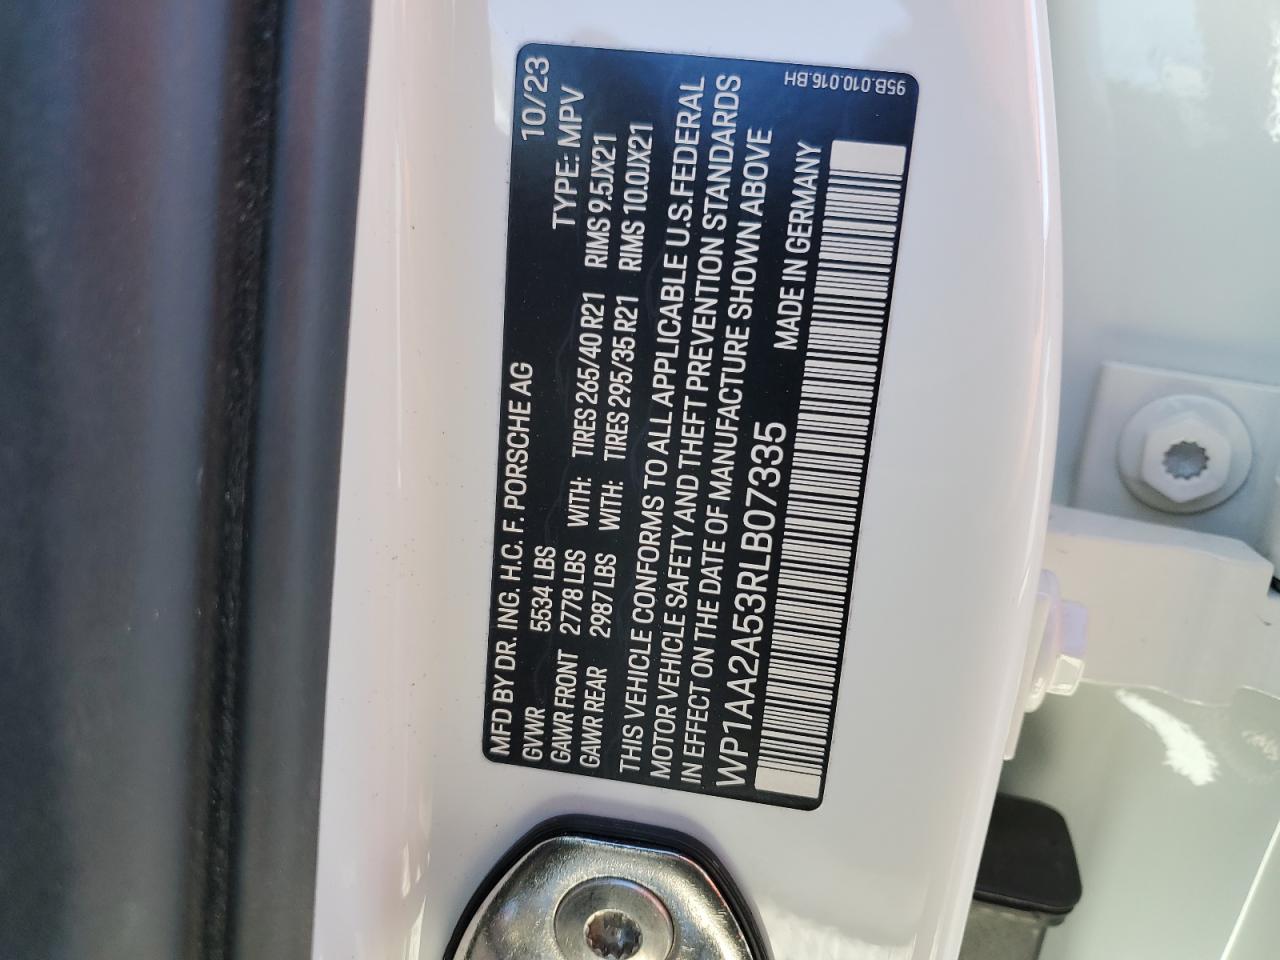 MFD BY DR. ING. H.C. F. PORSCHE AG 10/23
GVWR 5534 LBS TYPE: MPV
GAWR FRONT 2778 LBS WITH: TIRES 265/40 R21 RIMS 9.5JX21
GAWR REAR 2987 LBS WITH: TIRES 295/35 R21 RIMS 10.0JX21
THIS VEHICLE CONFORMS TO ALL APPLICABLE U.S.FEDERAL
MOTOR VEHICLE SAFETY AND THEFT PREVENTION STANDARDS
IN EFFECT ON THE DATE OF MANUFACTURE SHOWN ABOVE
WP1AA2A53RLB07335 MADE IN GERMANY
95B.010.016.BH